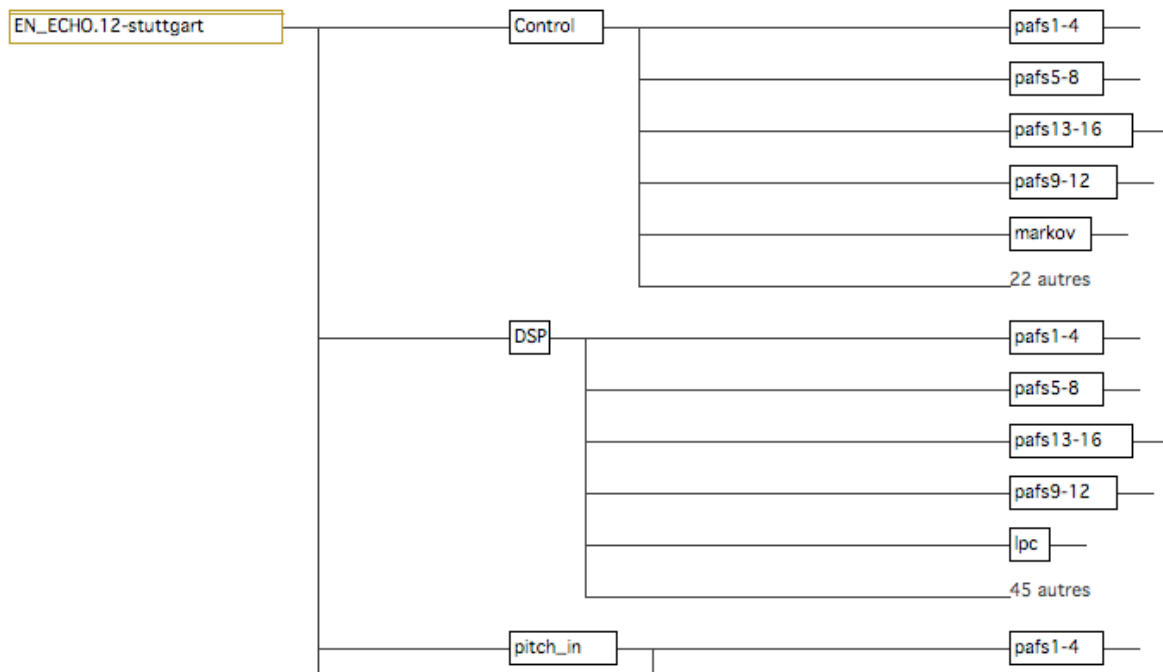 EN_ECHO.12-stuttgart
Control
pafs1-4
pafs5-8
pafs13-16
pafs9-12
markov
22 autres
DSP
pafs1-4
pafs5-8
pafs13-16
pafs9-12
lpc
45 autres
pitch_in
pafs1-4